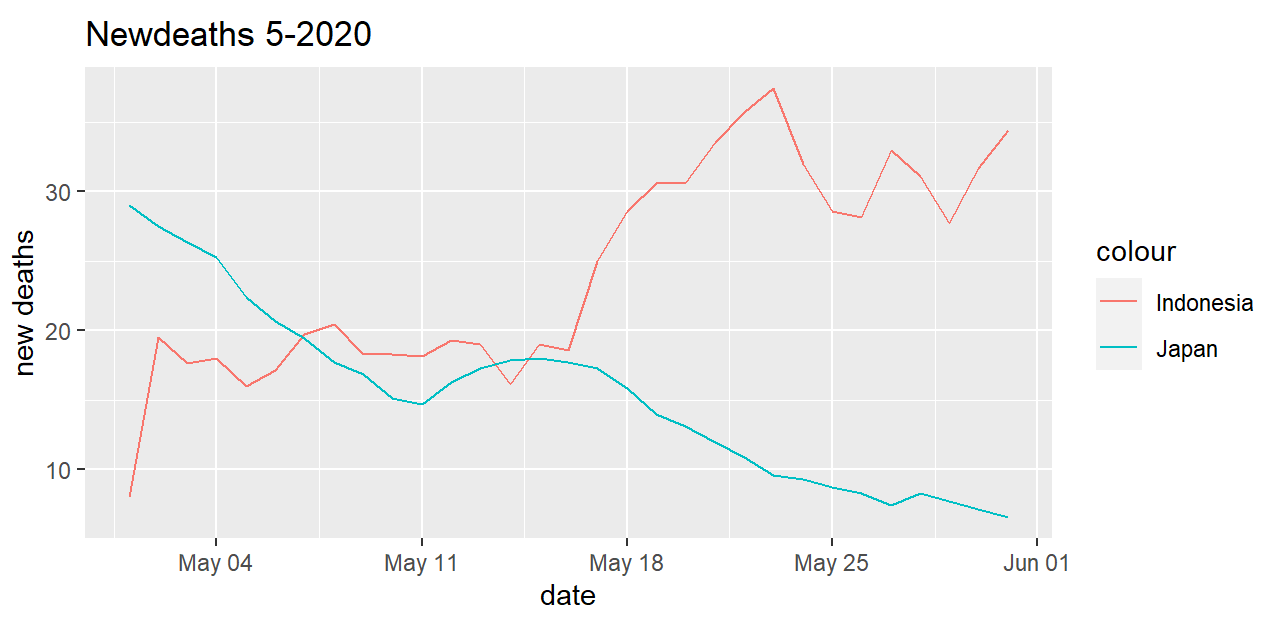 Newdeaths 5-2020
new deaths
30
20
10
May 04
May 11
May 18
May 25
Jun 01
date
colour
Indonesia
Japan